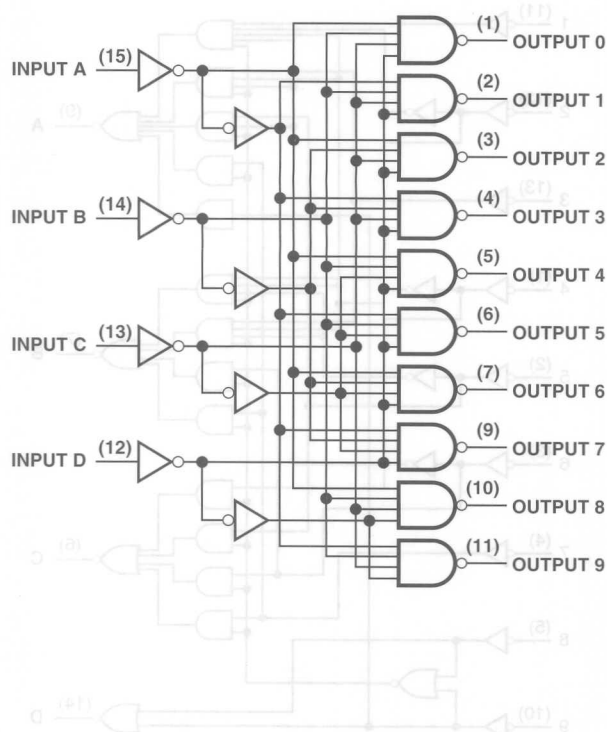 (1)
OUTPUT 0
INPUT A (15)
(2)
OUTPUT 1
(3)
OUTPUT 2
INPUT B (14)
(4)
OUTPUT 3
(5)
OUTPUT 4
INPUT C (13)
(6)
OUTPUT 5
(7)
OUTPUT 6
INPUT D (12)
(9)
OUTPUT 7
(10)
OUTPUT 8
(11)
OUTPUT 9